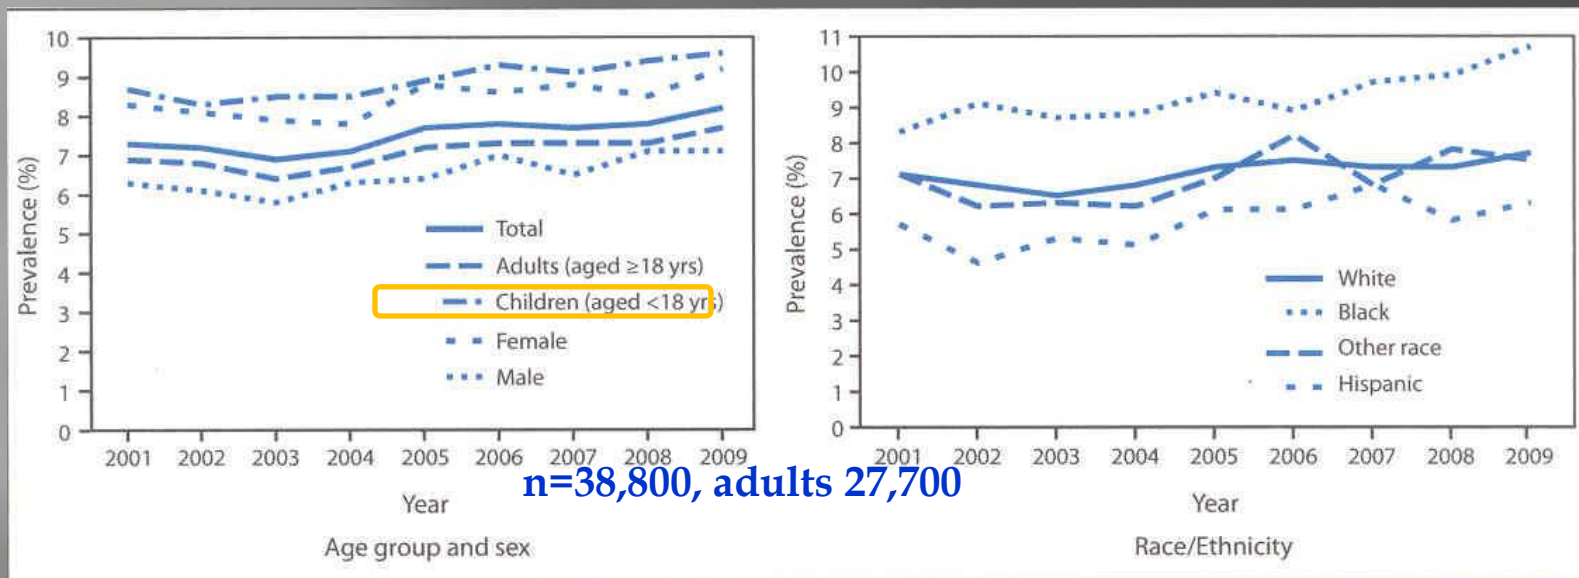 10
9
8
7
6
5
4
3
2
1
0
Prevalence (%)
Total
Adults (aged ≥18 yrs)
Children (aged <18 yrs)
Female
Male
2001 2002 2003 2004 2005 2006 2007 2008 2009
Year
Age group and sex
11
10
9
8
7
6
5
4
3
2
1
0
Prevalence (%)
White
Black
Other race
Hispanic
2001 2002 2003 2004 2005 2006 2007 2008 2009
Year
Race/Ethnicity
n=38,800, adults 27,700